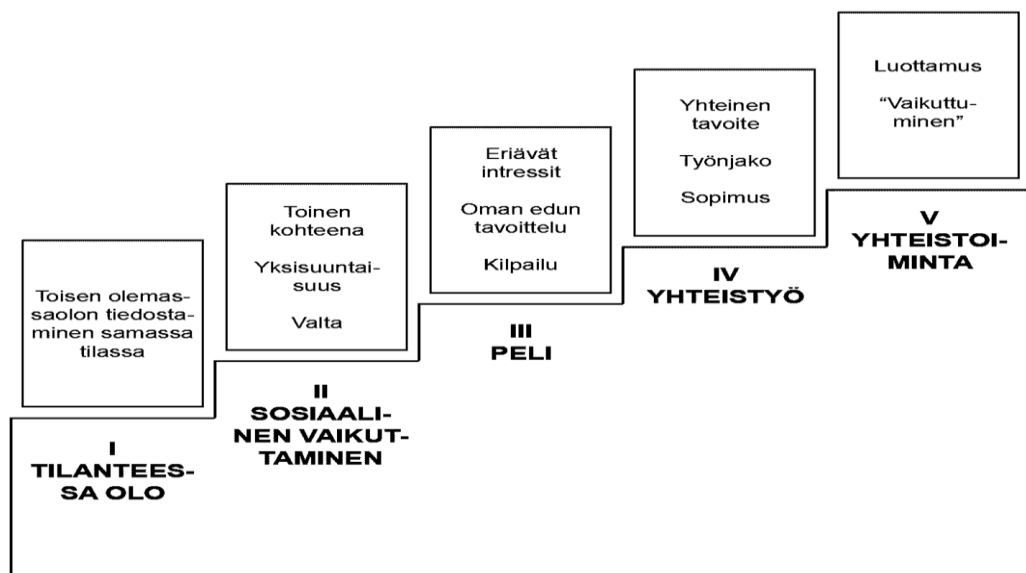 Toisen olemas-
saolon tiedosta-
minen samassa
tilassa
I
TILANTEES-
SA OLO
Toinen
kohteena
Yksisuuntai-
suus
Valta
II
SOSIAALI-
NEN VAIKUT-
TAMINEN
Eriävät
intressit
Oman edun
tavoittelu
Kilpailu
III
PELI
Yhteinen
tavoite
Työnjako
Sopimus
IV
YHTEISTYÖ
Luottamus
“Vaikuttu-
minen”
V
YHTEISTOI-
MINTA